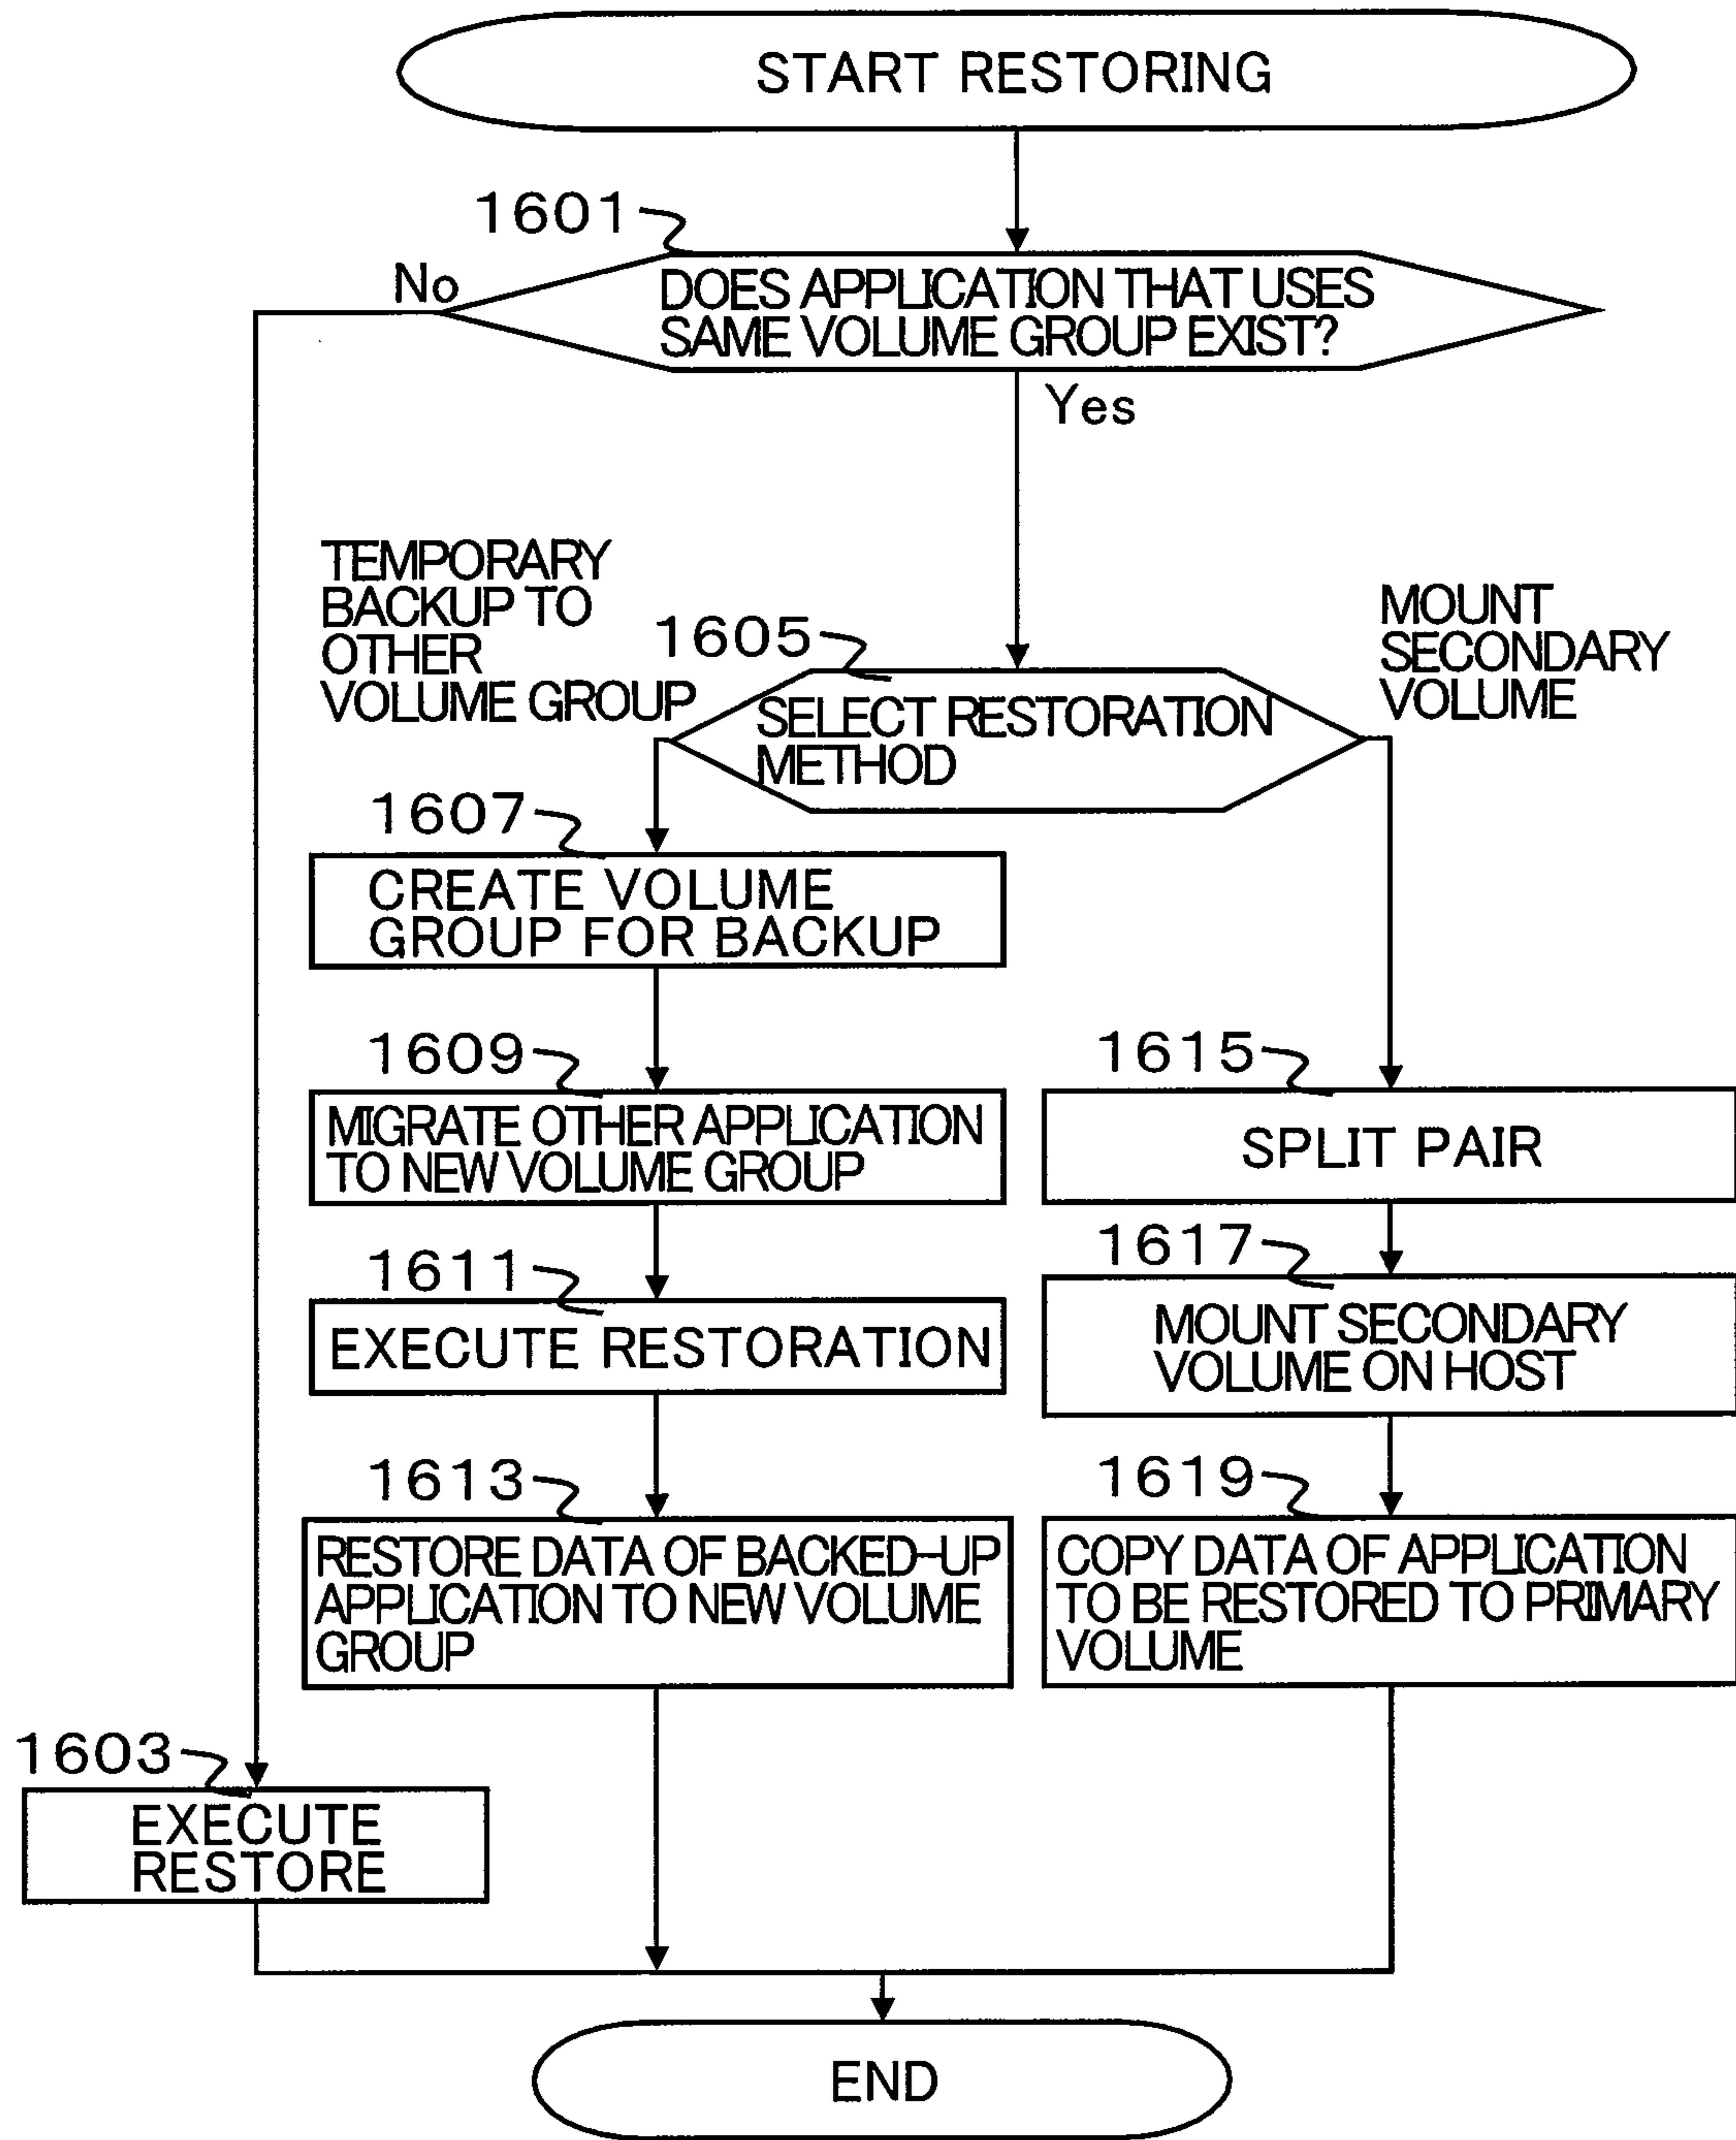 START RESTORING
1601
No
DOES APPLICATION THAT USES
SAME VOLUME GROUP EXIST?
Yes
TEMPORARY
BACKUP TO
OTHER
VOLUME GROUP
1605
MOUNT
SECONDARY
VOLUME
SELECT RESTORATION
METHOD
1607
CREATE VOLUME
GROUP FOR BACKUP
1609
MIGRATE OTHER APPLICATION
TO NEW VOLUME GROUP
1611
EXECUTE RESTORATION
1613
RESTORE DATA OF BACKED-UP
APPLICATION TO NEW VOLUME
GROUP
1615
SPLIT PAIR
1617
MOUNT SECONDARY
VOLUME ON HOST
1619
COPY DATA OF APPLICATION
TO BE RESTORED TO PRIMARY
VOLUME
1603
EXECUTE
RESTORE
END